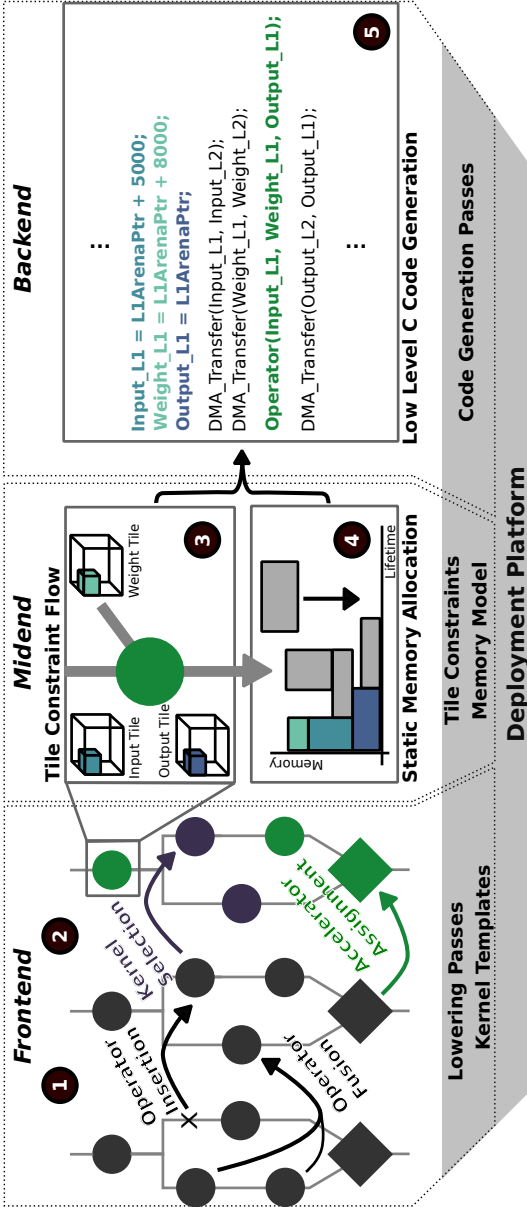 Frontend
1
2
Operator
Insertion
Operator
Fusion
Kernel
Selection
Accelerator
Assignment
Lowering Passes
Kernel Templates
Midend
Tile Constraint Flow
Input Tile
Output Tile
Weight Tile
3
Memory
Lifetime
4
Static Memory Allocation
Tile Constraints
Memory Model
Backend
...
Input_L1 = L1ArenaPtr + 5000;
Weight_L1 = L1ArenaPtr + 8000;
Output_L1 = L1ArenaPtr;
DMA_Transfer(Input_L1, Input_L2);
DMA_Transfer(Weight_L1, Weight_L2);
Operator(Input_L1, Weight_L1, Output_L1);
DMA_Transfer(Output_L2, Output_L1);
...
5
Low Level C Code Generation
Code Generation Passes
Deployment Platform